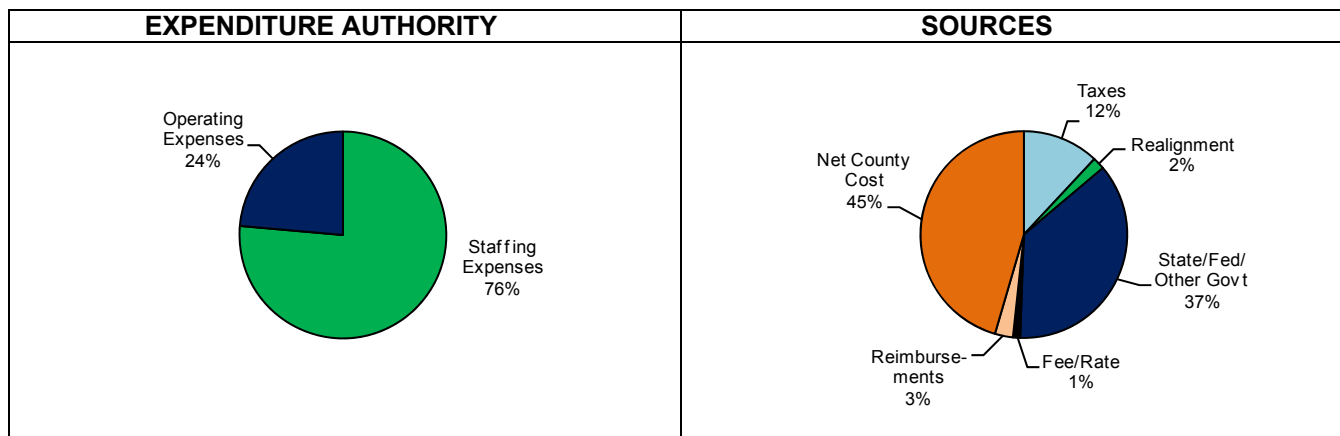 EXPENDITURE AUTHORITY
Operating
Expenses
24%
Staffing
Expenses
76%
SOURCES
Taxes
12%
Realignment
2%
Net County
Cost
45%
State/Fed/
Other Govt
37%
Reimburse-
ments
3%
Fee/Rate
1%